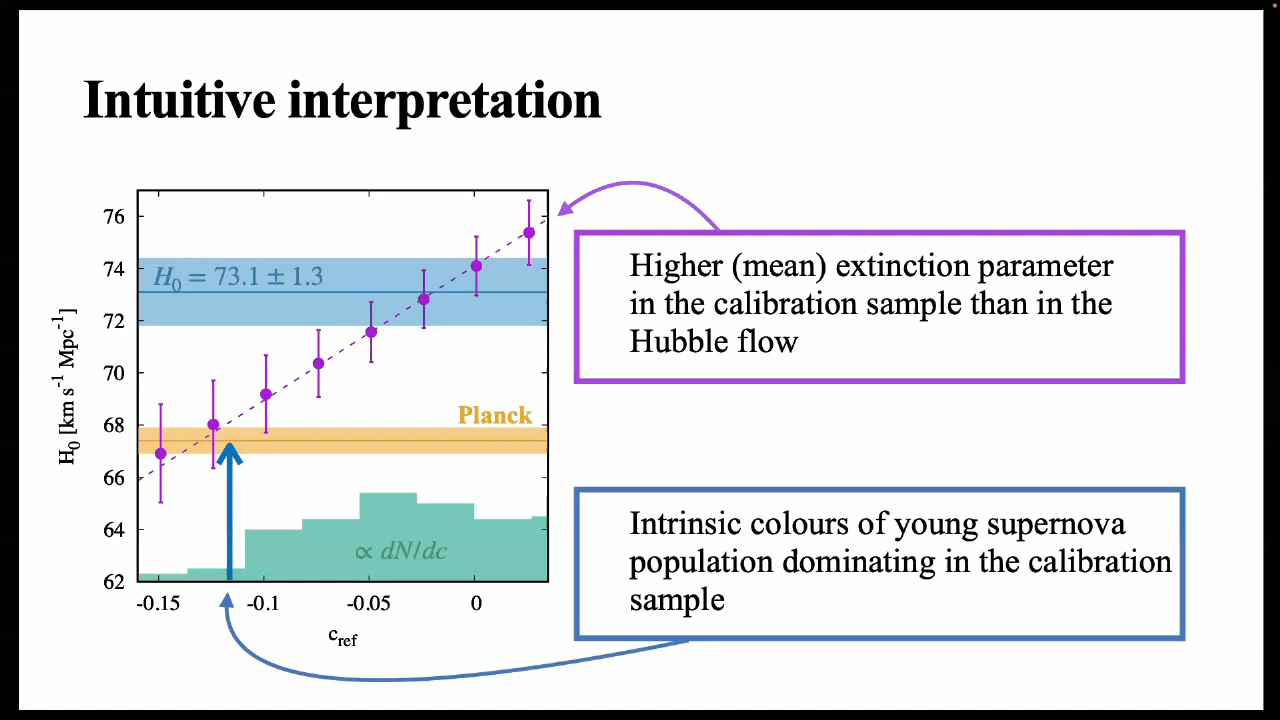 Intuitive interpretation
76
74
72
70
68
66
64
62
H₀ [km s⁻¹ Mpc⁻¹]
H₀ = 73.1 ± 1.3
Planck
∝ dN/dc
-0.15 -0.1 -0.05 0
c_ref
Higher (mean) extinction parameter
in the calibration sample than in the
Hubble flow
Intrinsic colours of young supernova
population dominating in the calibration
sample